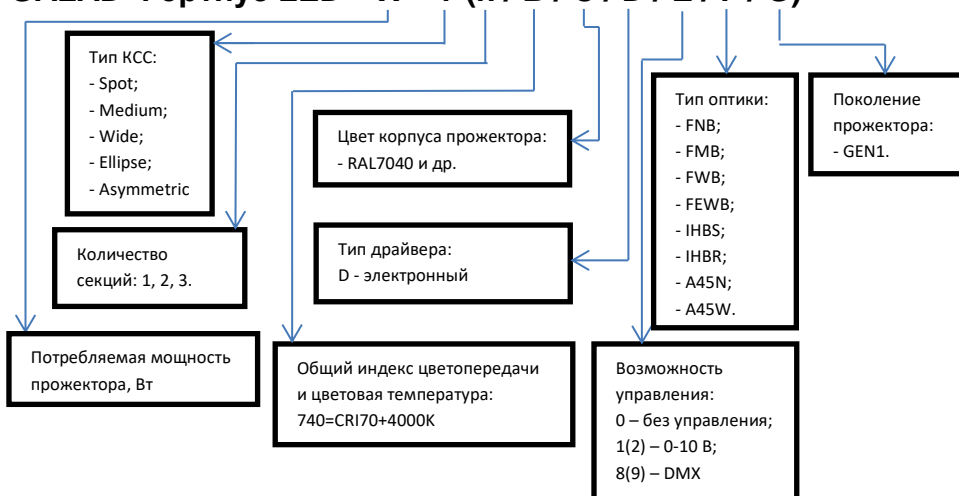 Тип КСС:
- Spot;
- Medium;
- Wide;
- Ellipse;
- Asymmetric
Количество
секций: 1, 2, 3.
Потребляемая мощность
прожектора, Вт
Цвет корпуса прожектора:
- RAL7040 и др.
Тип драйвера:
D - электронный
Общий индекс цветопередачи
и цветовая температура:
740=CRI70+4000K
Тип оптики:
- FNB;
- FMB;
- FWB;
- FEWB;
- IHBS;
- IHBR;
- A45N;
- A45W.
Возможность
управления:
0 – без управления;
1(2) – 0-10 В;
8(9) – DMX
Поколение
прожектора:
- GEN1.